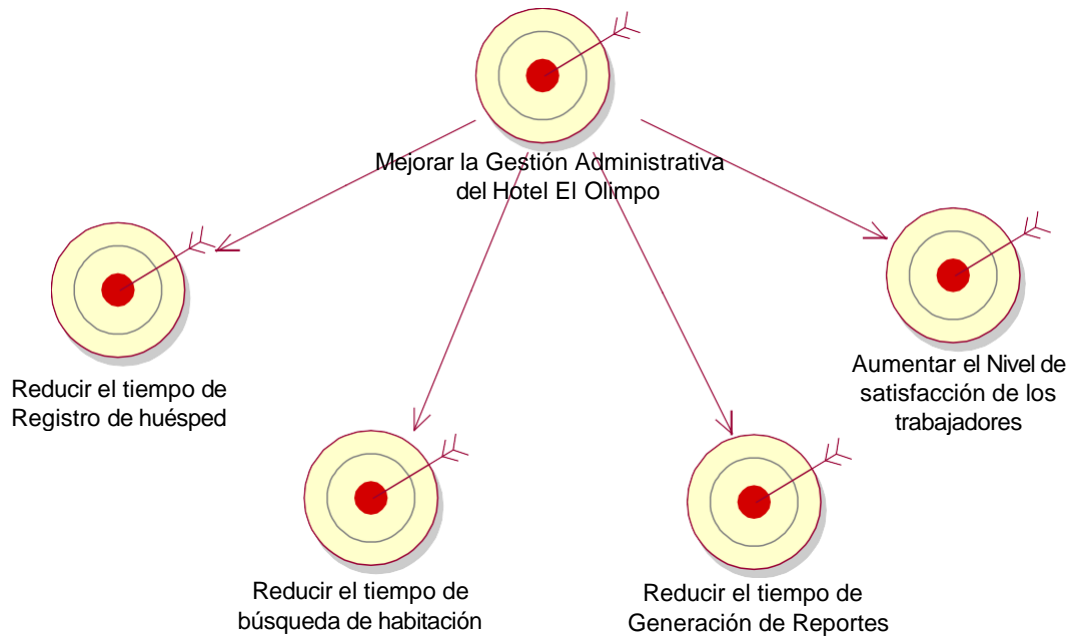 Mejorar la Gestión Administrativa
del Hotel El Olimpo
Reducir el tiempo de
Registro de huésped
Aumentar el Nivel de
satisfacción de los
trabajadores
Reducir el tiempo de
búsqueda de habitación
Reducir el tiempo de
Generación de Reportes